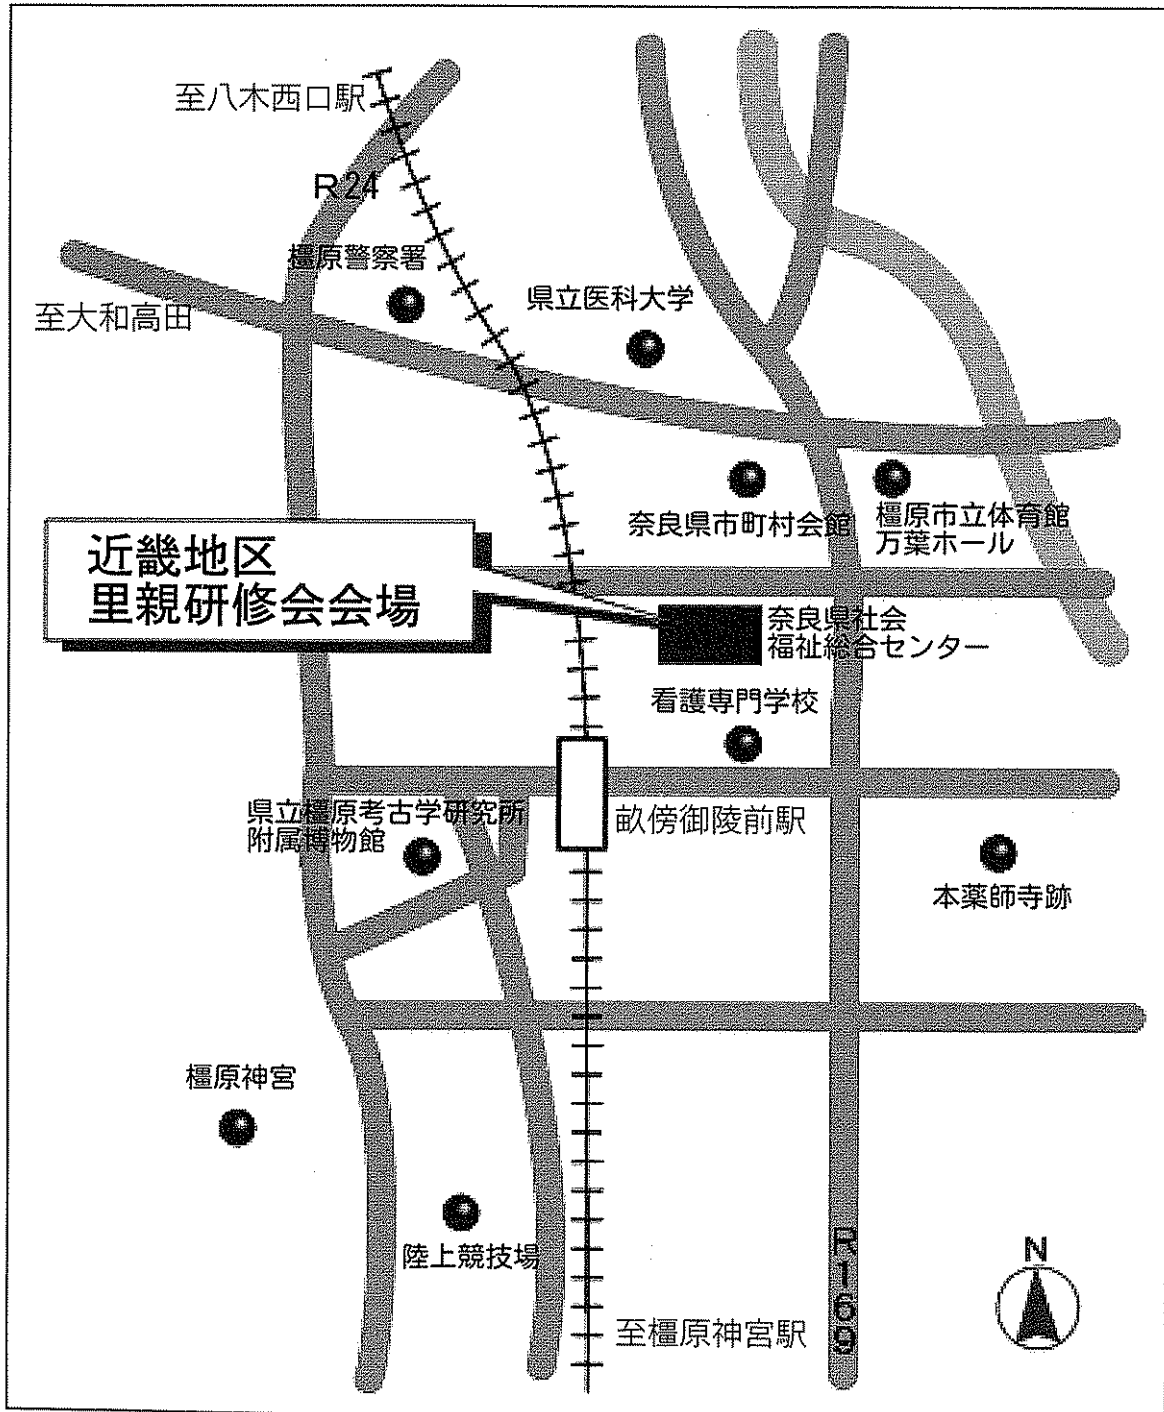 至八木西口駅
R24
橿原警察署
県立医科大学
至大和高田
奈良県市町村会館
橿原市立体育館
万葉ホール
近畿地区
里親研修会会場
奈良県社会
福祉総合センター
看護専門学校
県立橿原考古学研究所
附属博物館
畝傍御陵前駅
本薬師寺跡
橿原神宮
陸上競技場
R169
N
至橿原神宮駅